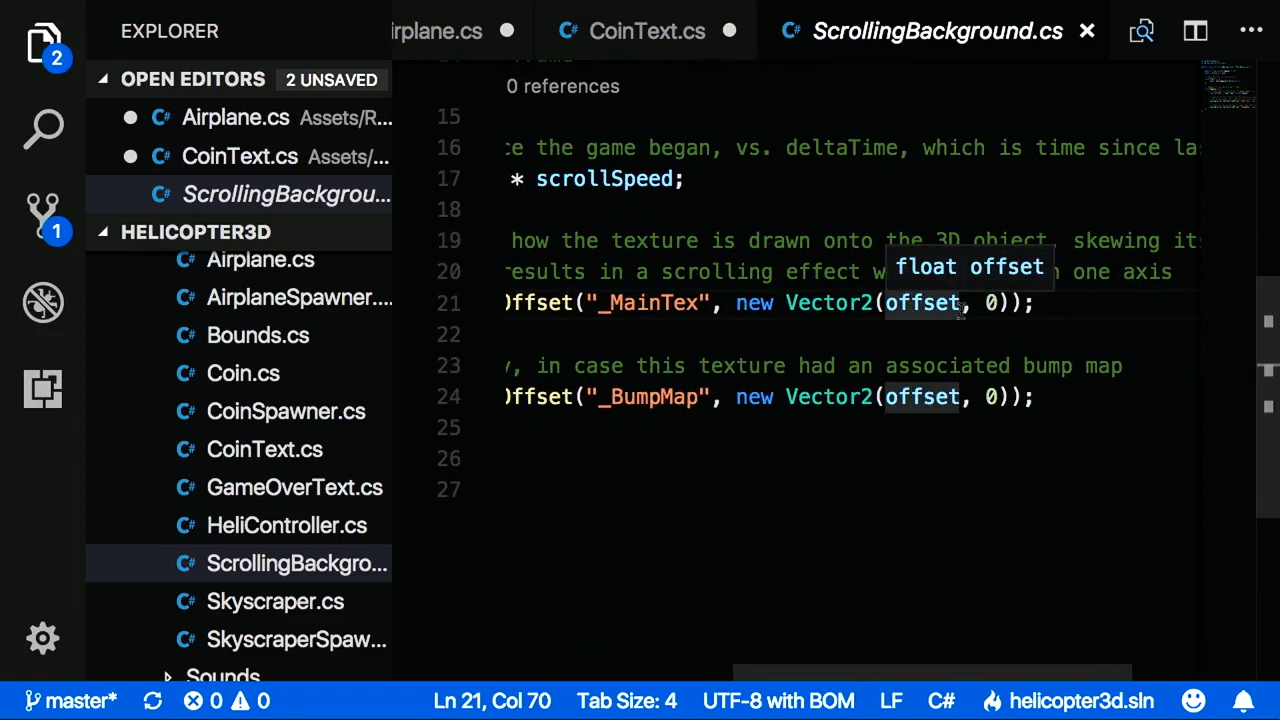 EXPLORER
irplane.cs
CoinText.cs
ScrollingBackground.cs
2
OPEN EDITORS 2 UNSAVED
Airplane.cs Assets/R...
CoinText.cs Assets/...
ScrollingBackgrou...
1
HELICOPTER3D
Airplane.cs
AirplaneSpawner....
Bounds.cs
Coin.cs
CoinSpawner.cs
CoinText.cs
GameOverText.cs
HeliController.cs
ScrollingBackgro...
Skyscraper.cs
SkyscraperSpaw...
Sounds
0 references
15
16 ce the game began, vs. deltaTime, which is time since la
17 * scrollSpeed;
18
19 how the texture is drawn onto the 3D object, skewing its
float offset
20 results in a scrolling effect w n one axis
21 Offset("_MainTex", new Vector2(offset, 0));
22
23 y, in case this texture had an associated bump map
24 Offset("_BumpMap", new Vector2(offset, 0));
25
26
27
master* 0 0 Ln 21, Col 70 Tab Size: 4 UTF-8 with BOM LF C# helicopter3d.sln